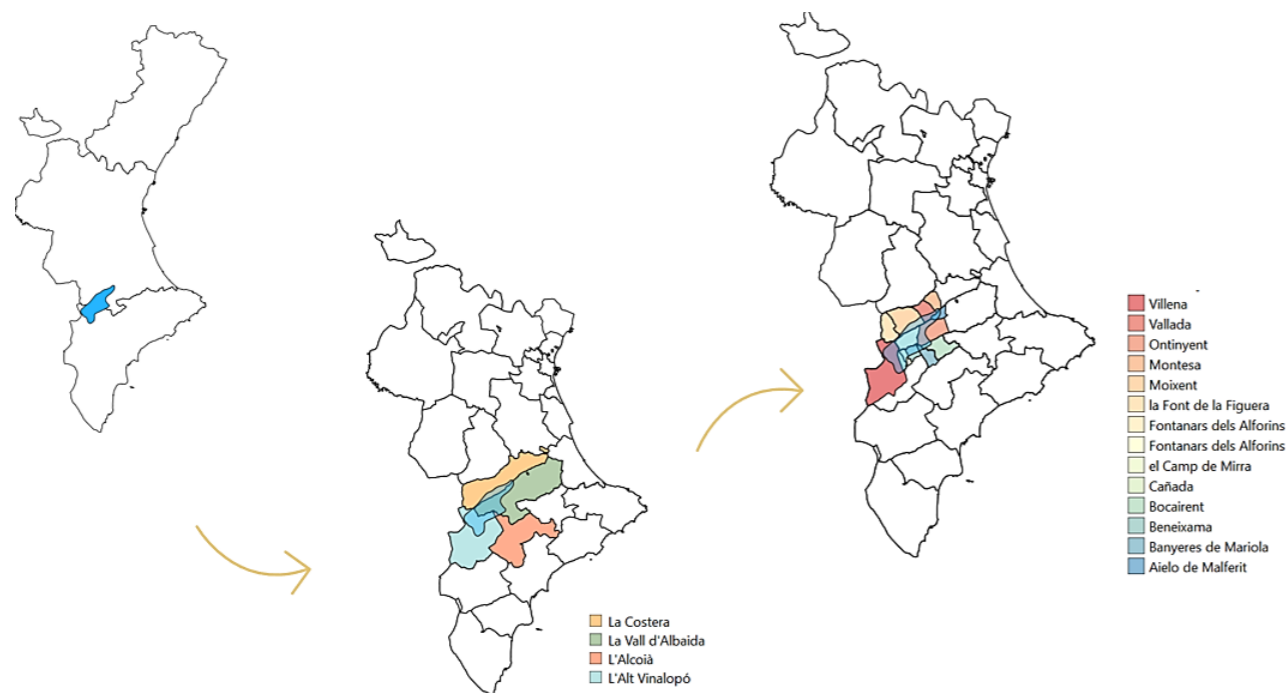 La Costera
La Vall d'Albaida
L'Alcoià
L'Alt Vinalopó
Villena
Vallada
Ontinyent
Montesa
Moixent
la Font de la Figuera
Fontanars dels Alforins
Fontanars dels Alforins
el Camp de Mirra
Cañada
Bocairent
Beneixama
Banyeres de Mariola
Aielo de Malferit